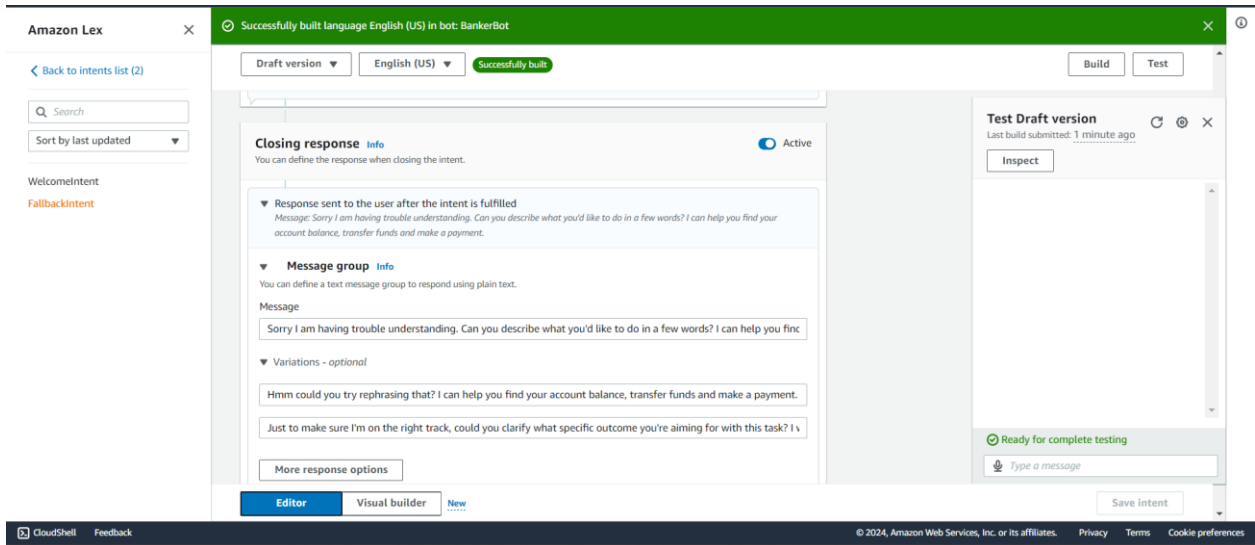 Amazon Lex
Back to intents list (2)
Search
Sort by last updated
WelcomeIntent
FallbackIntent
Successfully built language English (US) in bot: BankerBot
Draft version
English (US)
Successfully built
Build
Test
Closing response Info
Active
You can define the response when closing the intent.
Response sent to the user after the intent is fulfilled
Message: Sorry I am having trouble understanding. Can you describe what you'd like to do in a few words? I can help you find your
account balance, transfer funds and make a payment.
Message group Info
You can define a text message group to respond using plain text.
Message
Sorry I am having trouble understanding. Can you describe what you'd like to do in a few words? I can help you
Variations - optional
Hmm could you try rephrasing that? I can help you find your account balance, transfer funds and make a payment.
Just to make sure I'm on the right track, could you clarify what specific outcome you're aiming for with this task? I
More response options
Editor
Visual builder
New
Save intent
Test Draft version
Last build submitted: 1 minute ago
Inspect
Ready for complete testing
Type a message
CloudShell
Feedback
© 2024, Amazon Web Services, Inc. or its affiliates.
Privacy
Terms
Cookie preferences